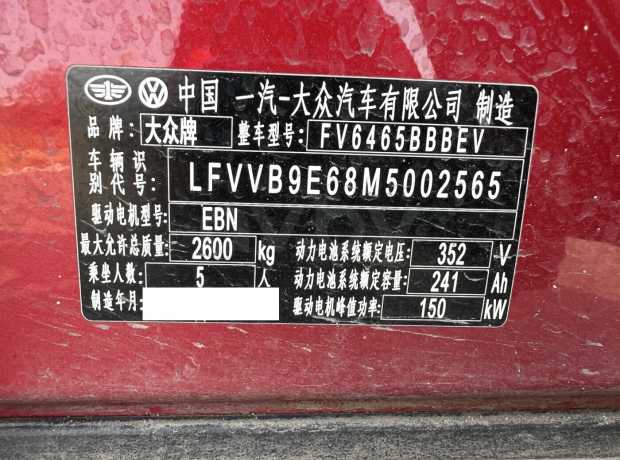 中国 一汽-大众汽车有限公司 制造
品牌: 大众牌 整车型号: FV6465BBBEV
车辆识别代号: LFVVB9E68M5002565
驱动电机型号: EBN
最大允许总质量: 2600 kg 动力电池系统额定电压: 352 V
乘坐人数: 5 人 动力电池系统额定容量: 241 Ah
制造年月: 驱动电机峰值功率: 150 kW